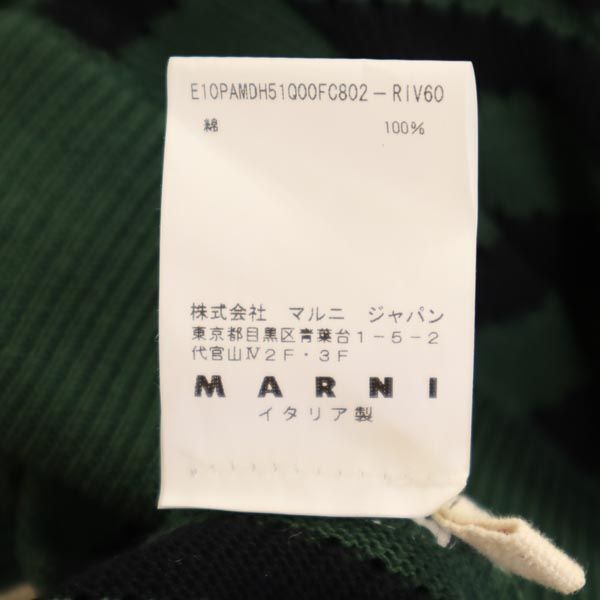 E10PAMDH51Q00FC802-RIV60
綿 100%
株式会社 マルニ ジャパン
東京都目黒区青葉台1-5-2
代官山Ⅳ2F・3F
MARNI
イタリア製